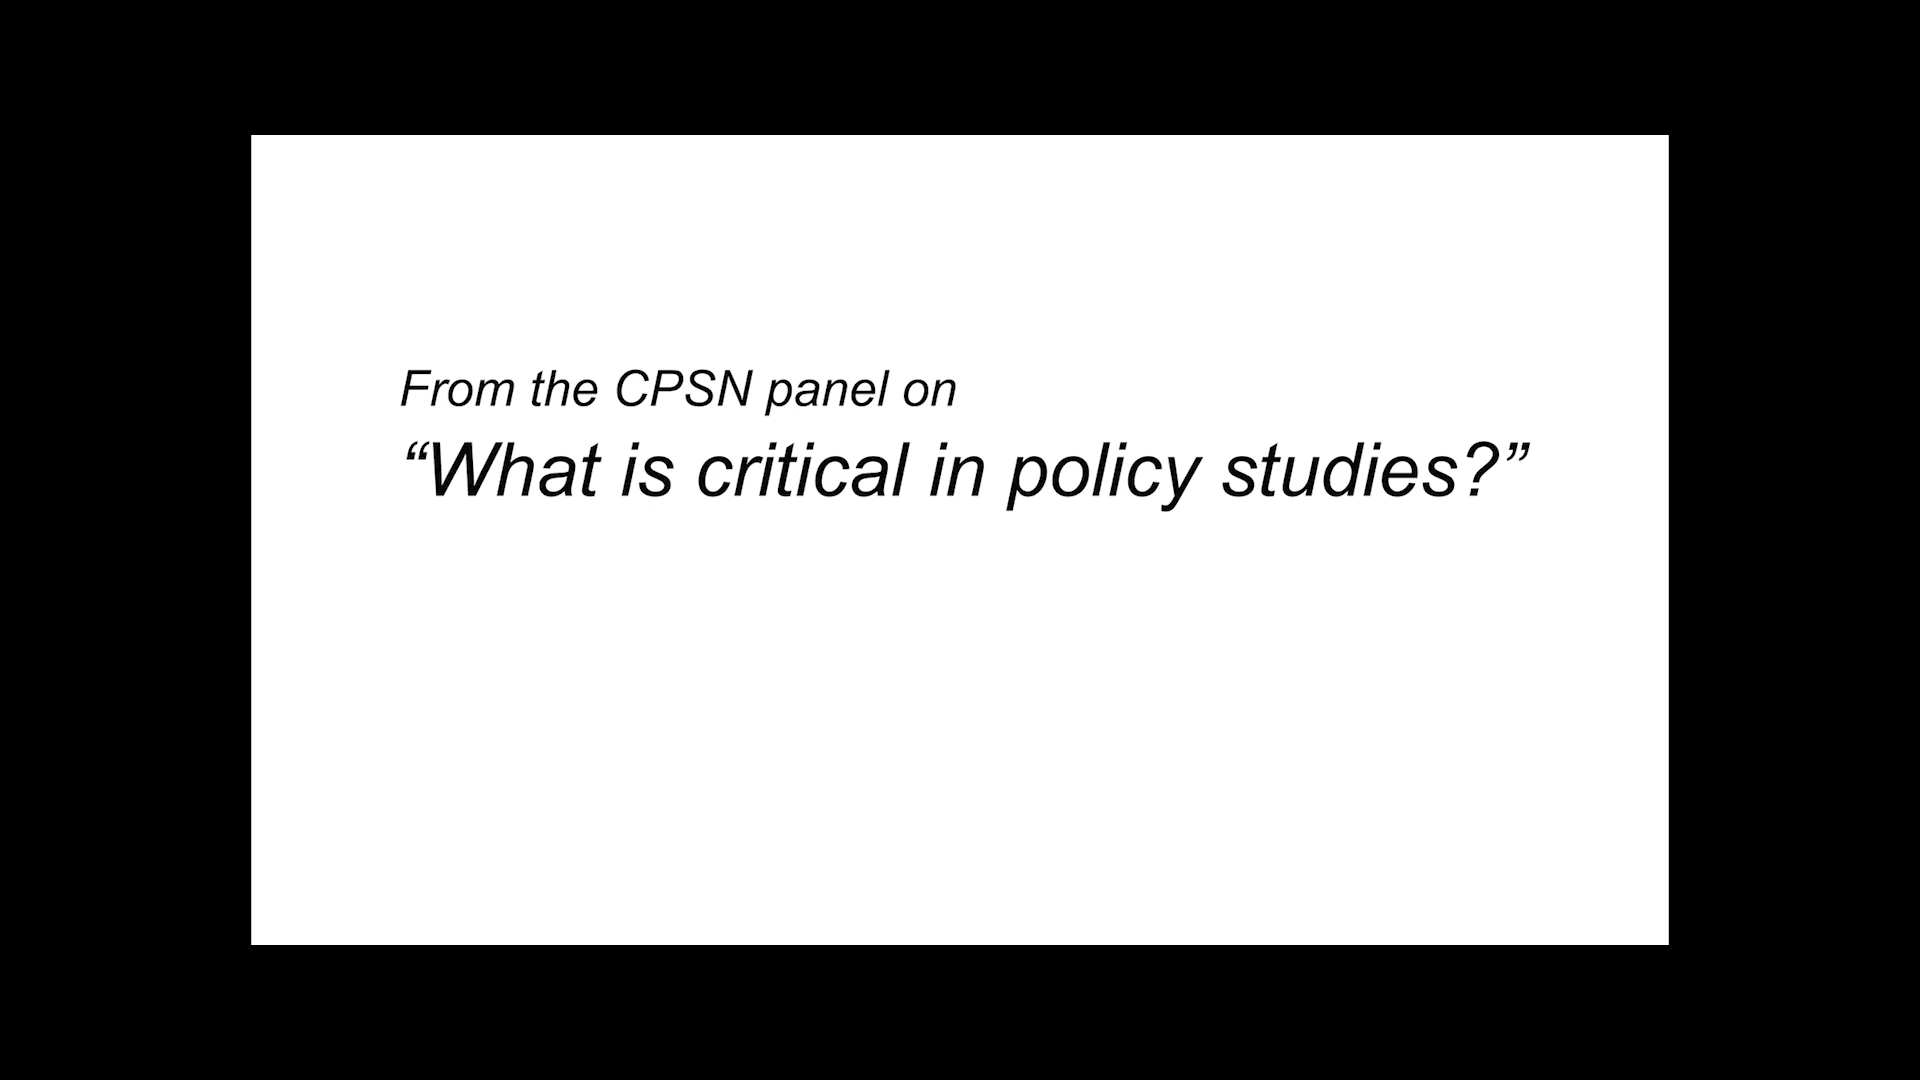 From the CPSN panel on
“What is critical in policy studies?”